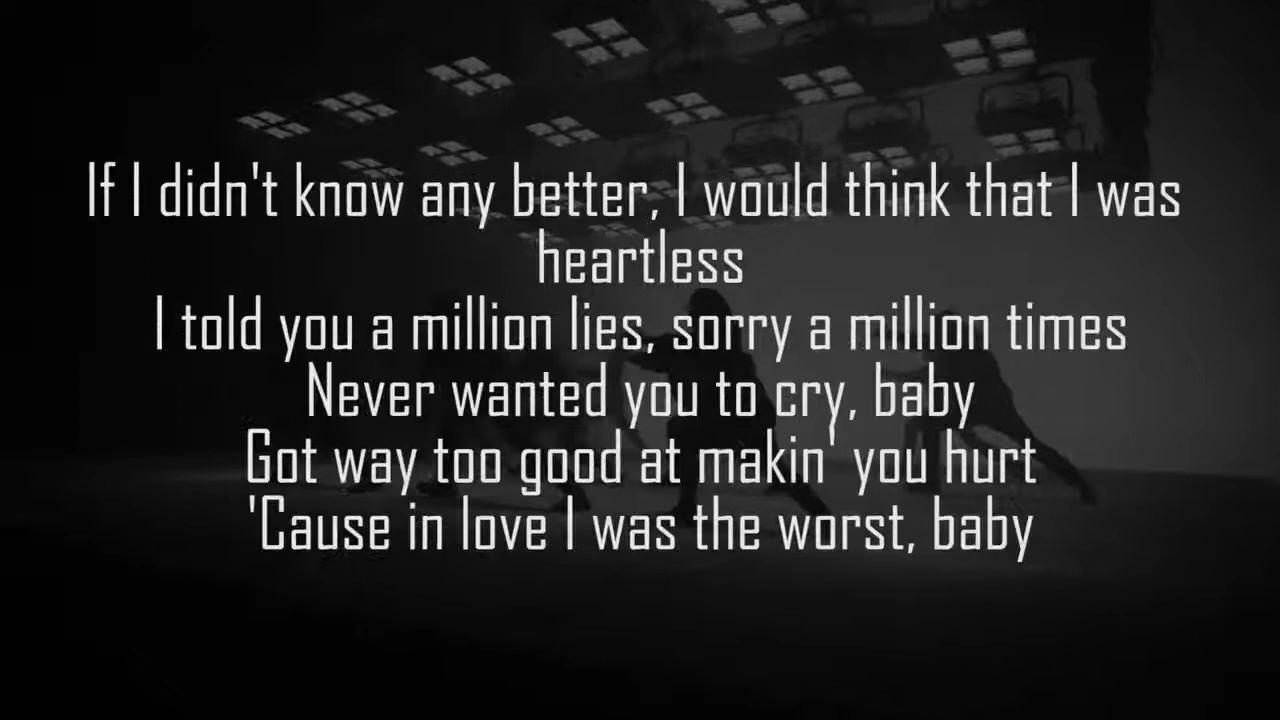 If I didn't know any better, I would think that I was
heartless
I told you a million lies, sorry a million times
Never wanted you to cry, baby
Got way too good at makin' you hurt
'Cause in love I was the worst, baby